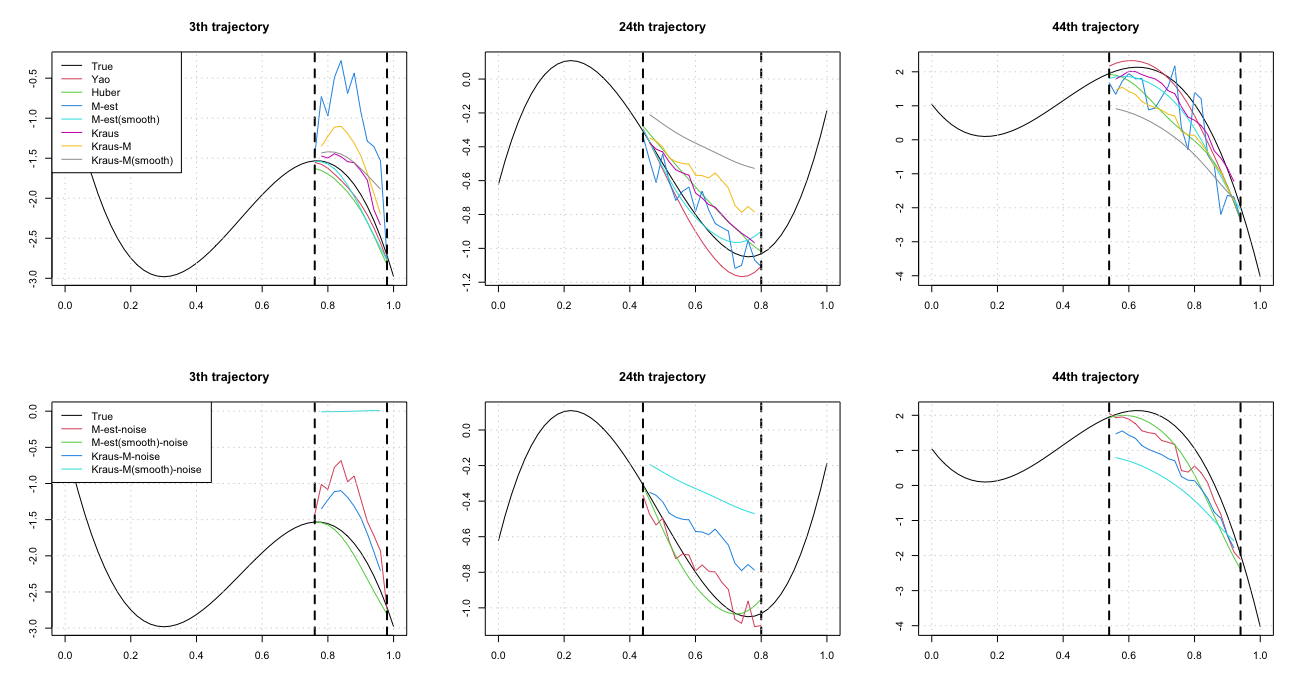 3th trajectory
True
Yao
Huber
M-est
M-est(smooth)
Kraus
Kraus-M
Kraus-M(smooth)
-0.5
-1.0
-1.5
-2.0
-2.5
-3.0
0.0 0.2 0.4 0.6 0.8 1.0
24th trajectory
0.0
-0.2
-0.4
-0.6
-0.8
-1.0
-1.2
0.0 0.2 0.4 0.6 0.8 1.0
44th trajectory
2
1
0
-1
-2
-3
-4
0.0 0.2 0.4 0.6 0.8 1.0
3th trajectory
True
M-est-noise
M-est(smooth)-noise
Kraus-M-noise
Kraus-M(smooth)-noise
0.0
-0.5
-1.0
-1.5
-2.0
-2.5
-3.0
0.0 0.2 0.4 0.6 0.8 1.0
24th trajectory
0.0
-0.2
-0.4
-0.6
-0.8
-1.0
0.0 0.2 0.4 0.6 0.8 1.0
44th trajectory
2
1
0
-1
-2
-3
-4
0.0 0.2 0.4 0.6 0.8 1.0